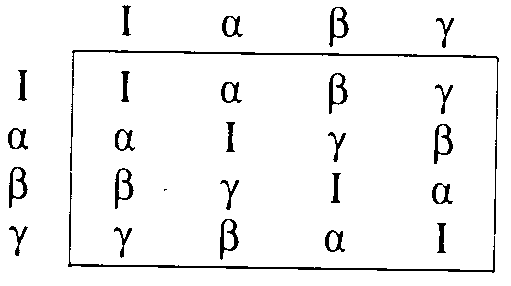 I α β γ
I I α β γ
α α I γ β
β β γ I α
γ γ β α I